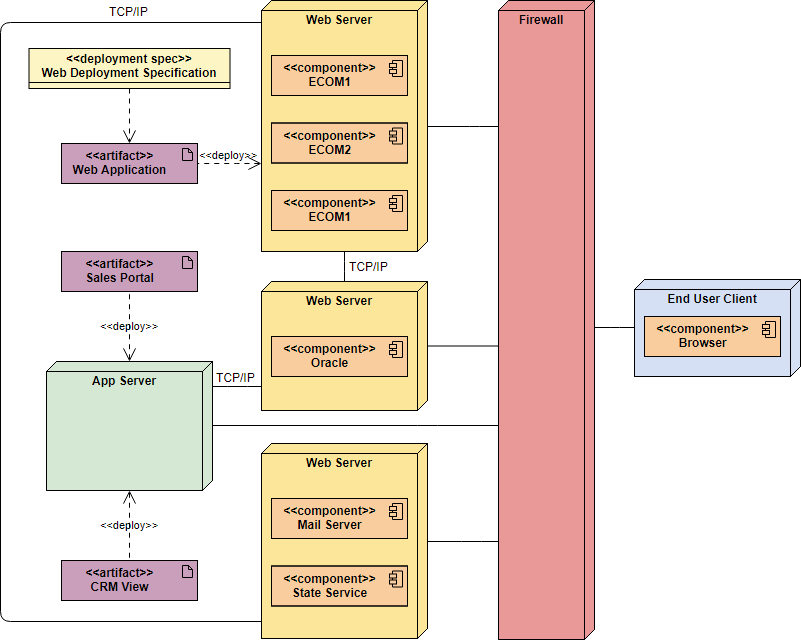 TCP/IP
Web Server
Firewall
<<deployment spec>>
Web Deployment Specification
<<component>>
ECOM1
<<component>>
ECOM2
<<artifact>>
Web Application
<<deploy>>
<<component>>
ECOM1
<<artifact>>
Sales Portal
TCP/IP
Web Server
End User Client
<<deploy>>
<<component>>
Browser
<<component>>
Oracle
App Server
TCP/IP
Web Server
<<component>>
Mail Server
<<deploy>>
<<artifact>>
CRM View
<<component>>
State Service